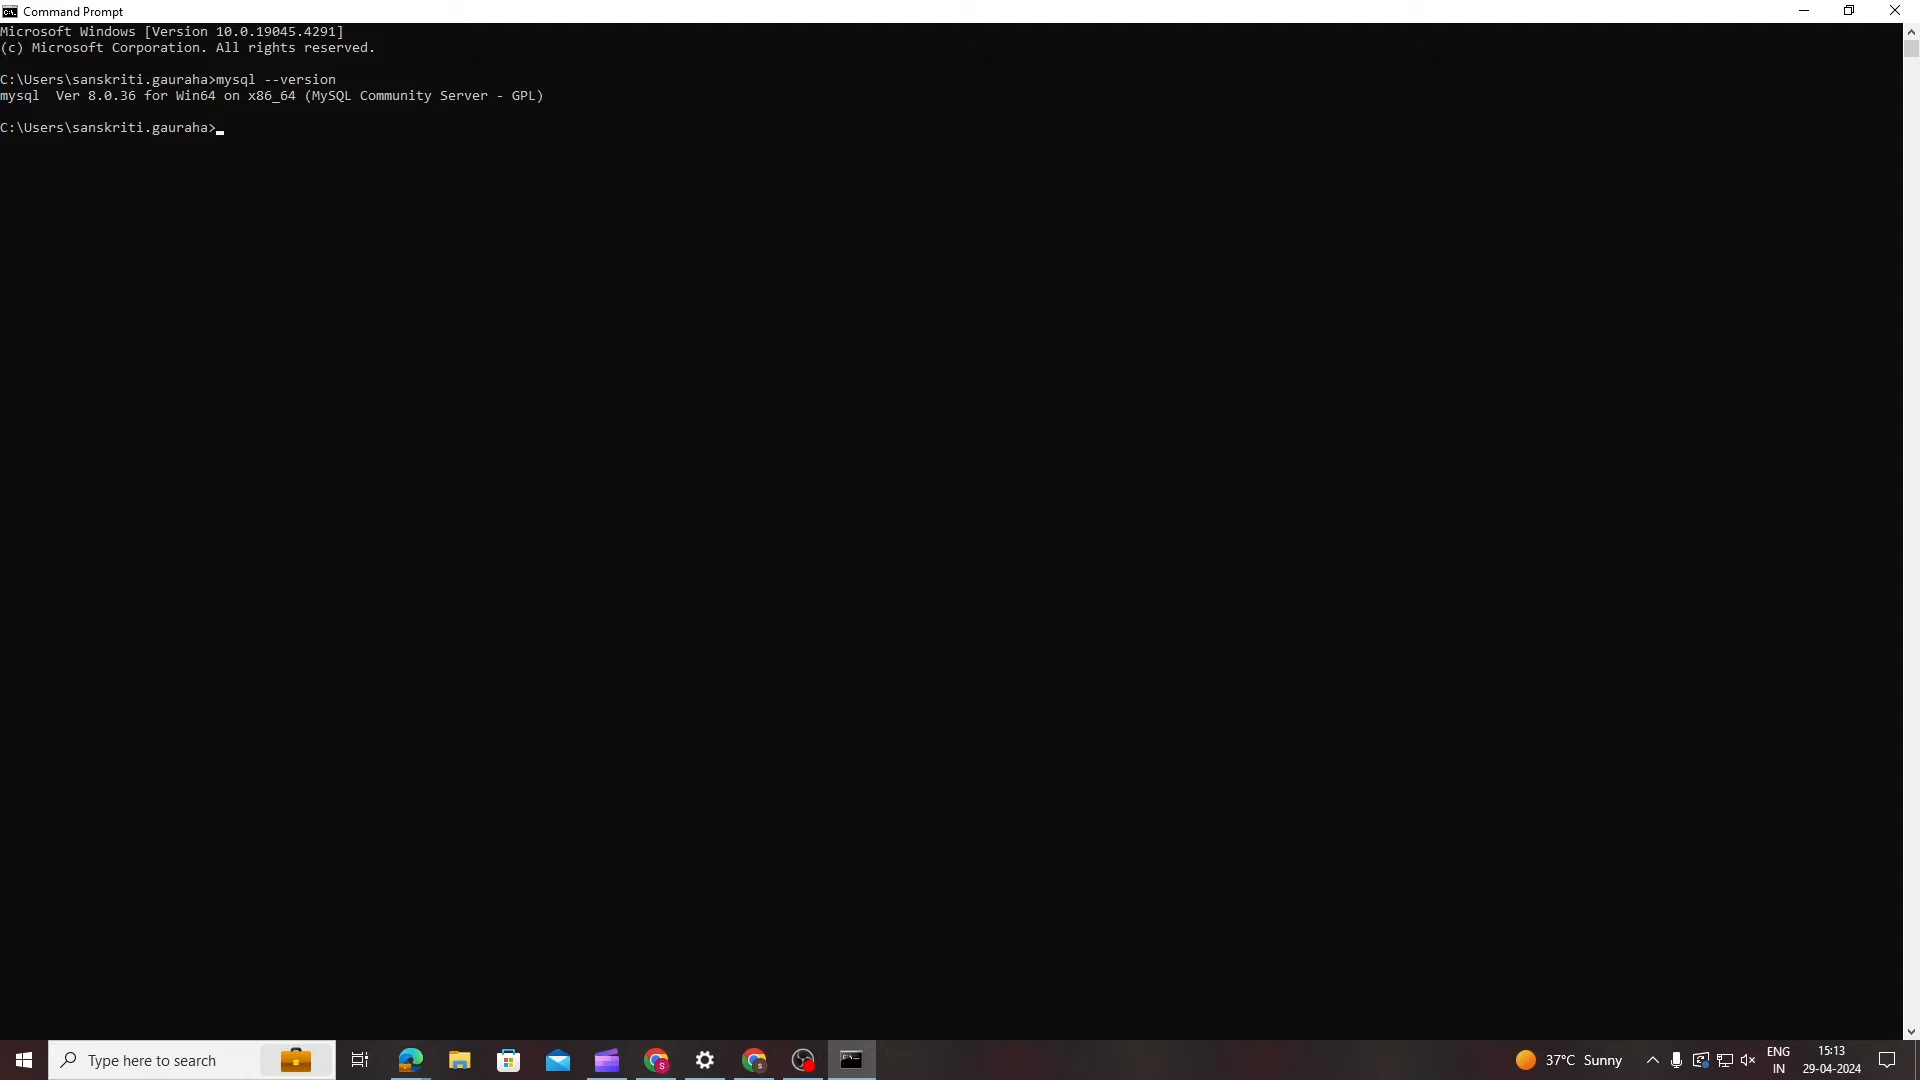 Command Prompt
Microsoft Windows [Version 10.0.19045.4291]
(c) Microsoft Corporation. All rights reserved.
C:\Users\sanskriti.gauraha>mysql --version
mysql  Ver 8.0.36 for Win64 on x86_64 (MySQL Community Server - GPL)
C:\Users\sanskriti.gauraha>
Type here to search
37°C Sunny
ENG
IN
15:13
29-04-2024